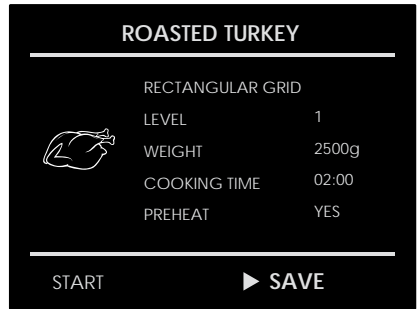 ROASTED TURKEY
RECTANGULAR GRID
LEVEL 1
WEIGHT 2500g
COOKING TIME 02:00
PREHEAT YES
START ▶ SAVE